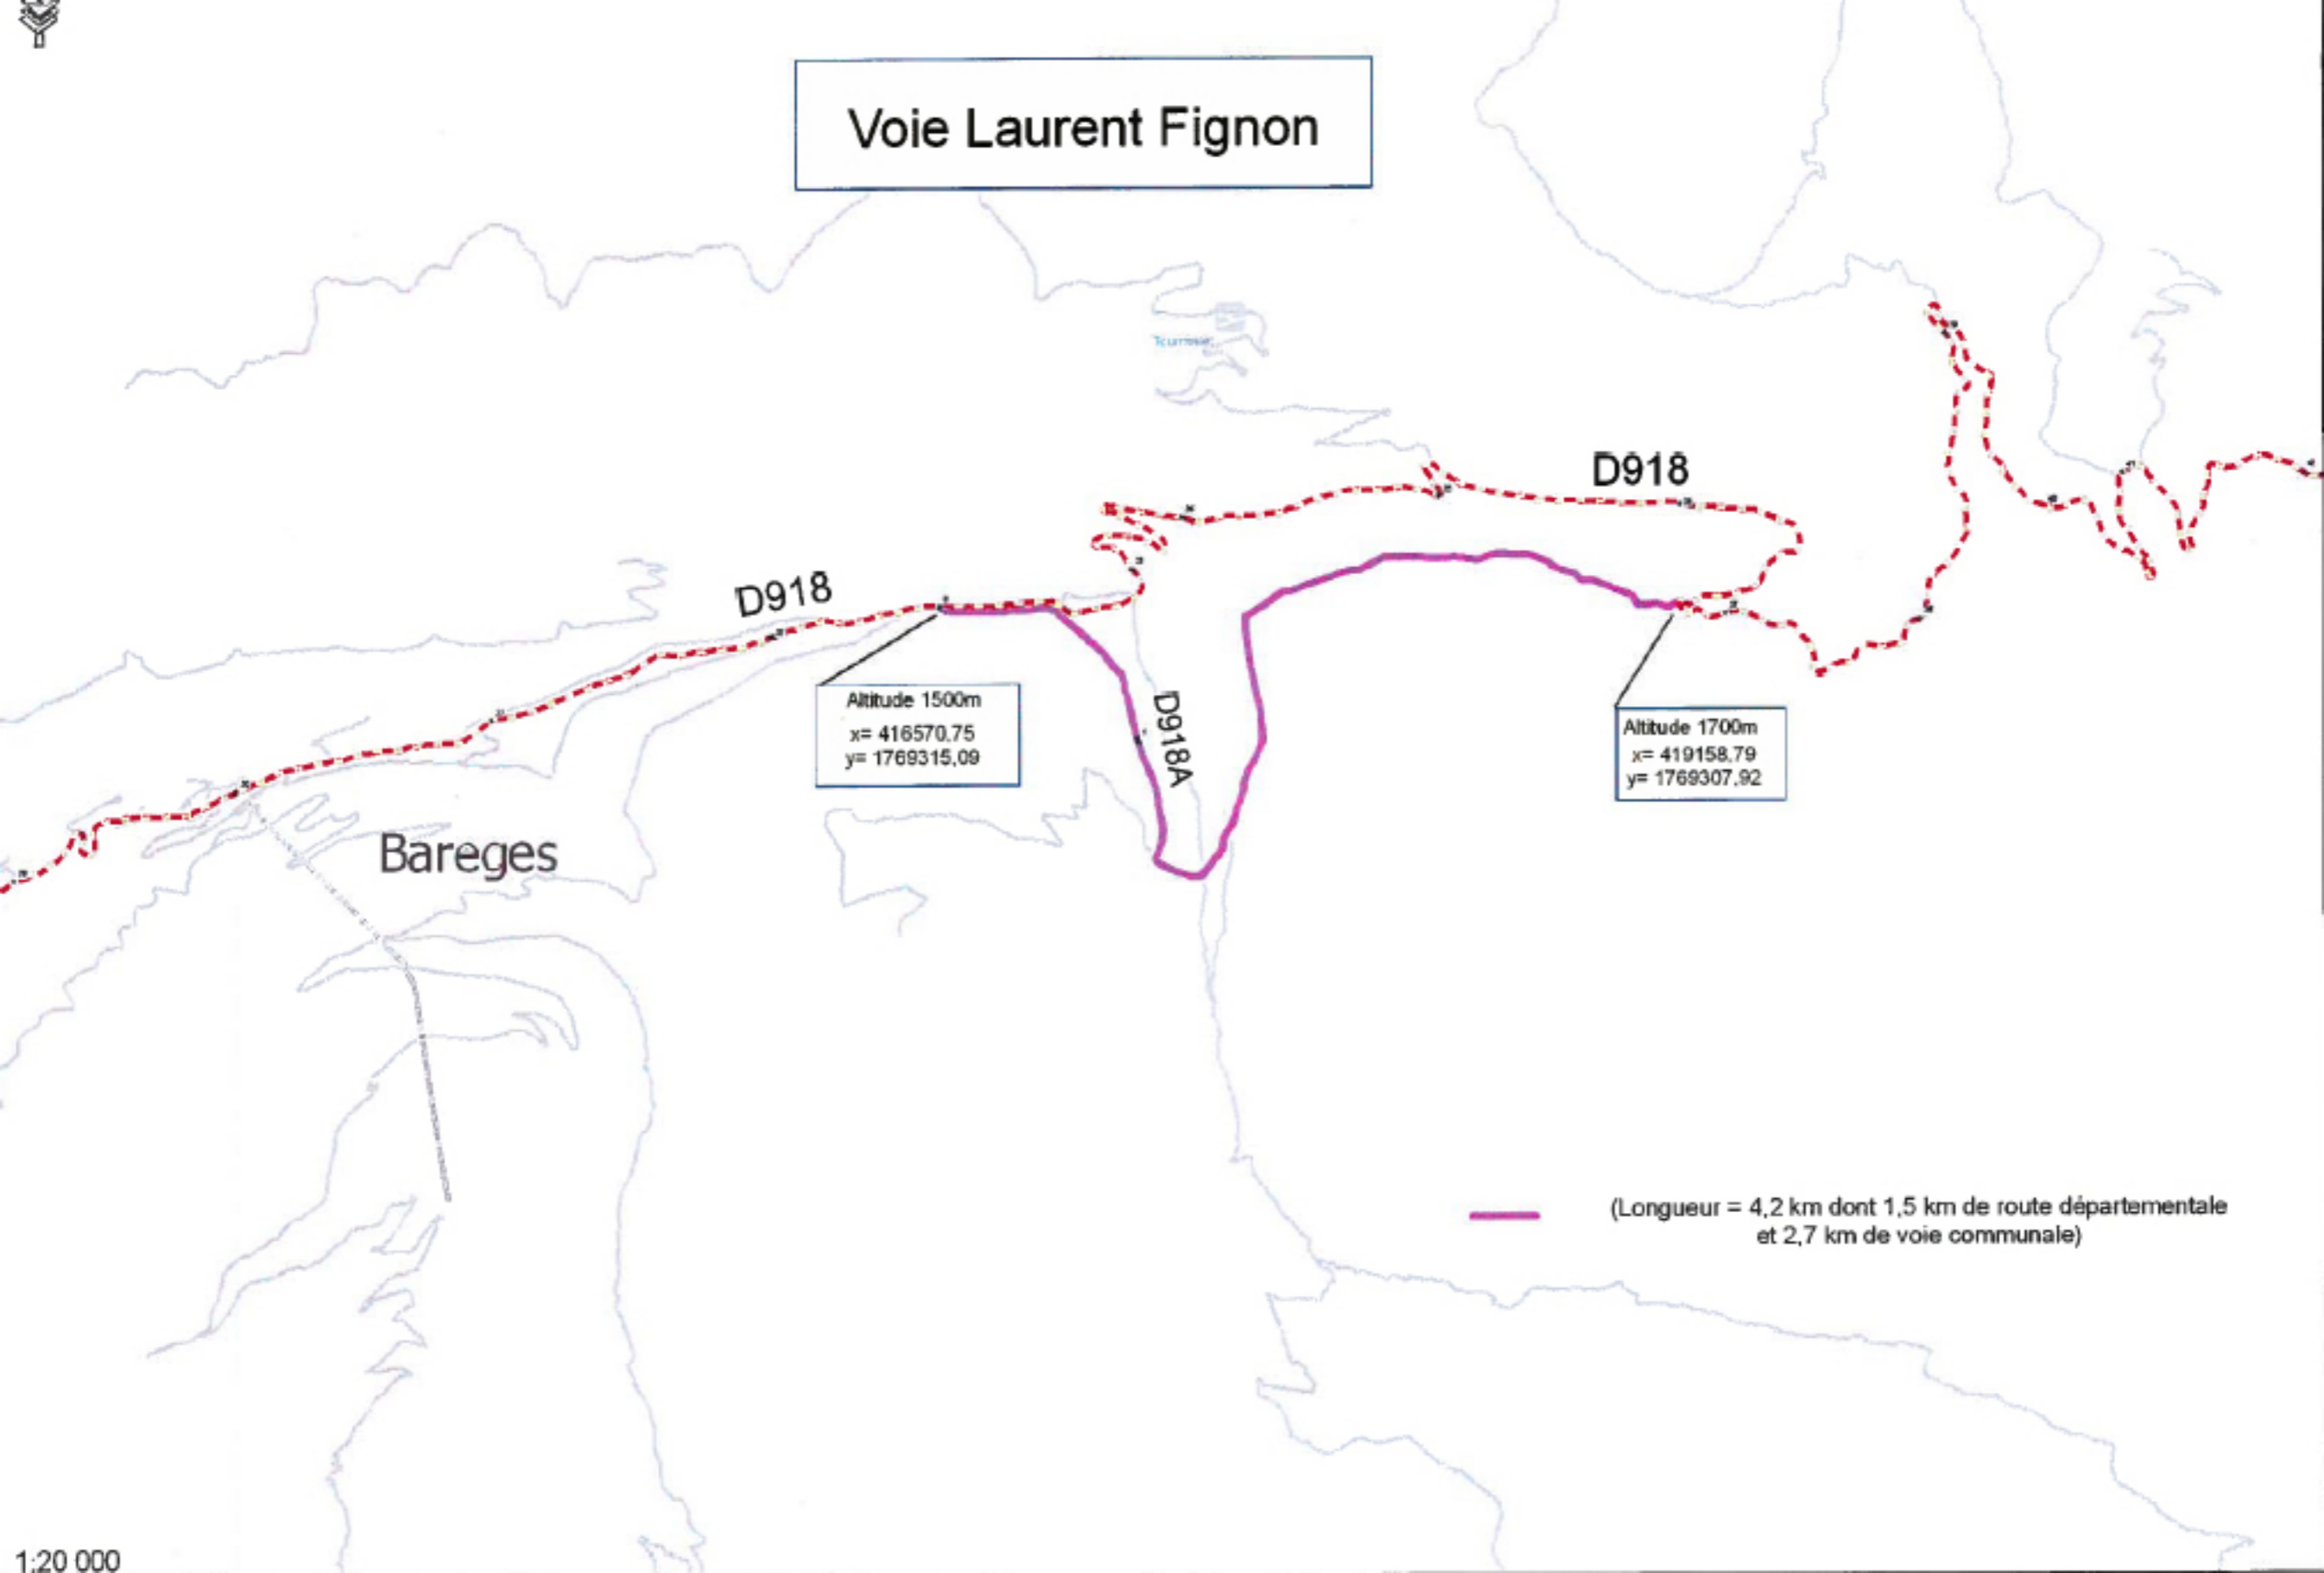 Voie Laurent Fignon
D918
D918
Altitude 1500m
x= 416570,75
y= 1769315,09
D918A
Altitude 1700m
x= 419158,79
y= 1769307,92
Bareges
(Longueur = 4,2 km dont 1,5 km de route départementale
et 2,7 km de voie communale)
1:20 000